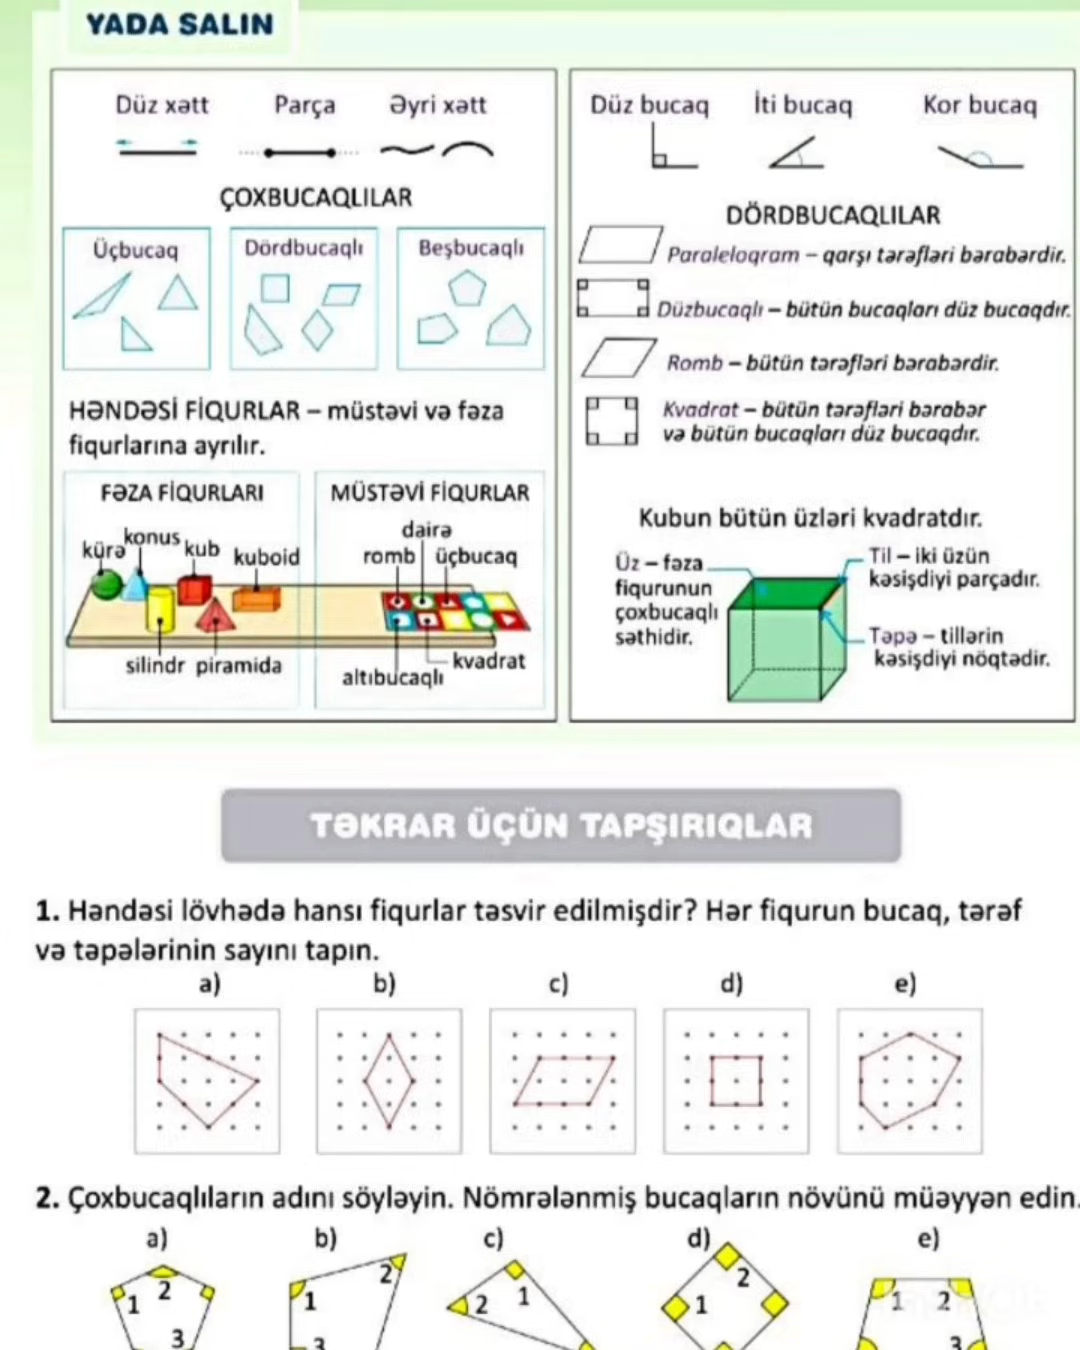 YADA SALIN
Düz xətt Parça Əyri xətt
ÇOXBUCAQLILAR
Üçbucaq Dördbucaqlı Beşbucaqlı
HƏNDƏSİ FİQURLAR – müstəvi və fəza
fiqurlarına ayrılır.
FƏZA FİQURLARI
kürə konus kub kuboid
silindr piramida
MÜSTƏVİ FİQURLAR
dairə
romb üçbucaq
altıbucaqlı kvadrat
Düz bucaq İti bucaq Kor bucaq
DÖRDBUCAQLILAR
Paraleloqram – qarşı tərəfləri bərabərdir.
Düzbucaqlı – bütün bucaqları düz bucaqdır.
Romb – bütün tərəfləri bərabərdir.
Kvadrat – bütün tərəfləri bərabər
və bütün bucaqları düz bucaqdır.
Kubun bütün üzləri kvadratdır.
Üz – fəza
fiqurunun
çoxbucaqlı
səthidir.
Til – iki üzün
kəsişdiyi parçadır.
Təpə – tillərin
kəsişdiyi nöqtədir.
TƏKRAR ÜÇÜN TAPŞIRIQLAR
1. Həndəsi lövhədə hansı fiqurlar təsvir edilmişdir? Hər fiqurun bucaq, tərəf
və təpələrinin sayını tapın.
a) b) c) d) e)
2. Çoxbucaqlıların adını söyləyin. Nömrələnmiş bucaqların növünü müəyyən edin.
a) b) c) d) e)
1 2 3
1 2 3
2 1
1 2
1 2 3